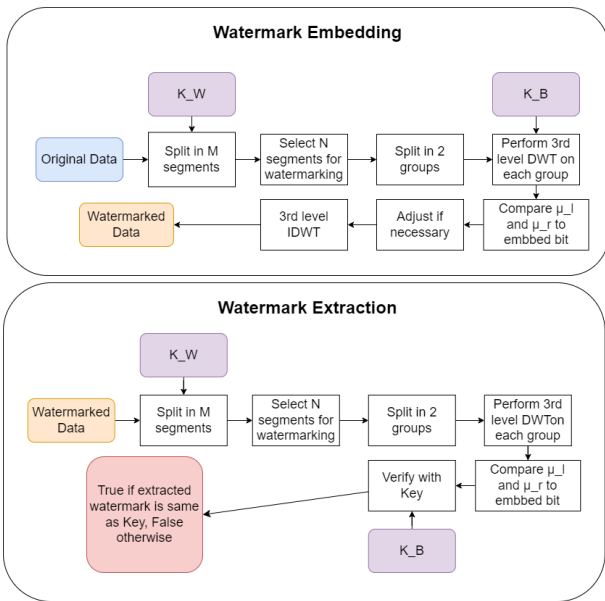 Watermark Embedding
K_W
K_B
Original Data
Split in M
segments
Select N
segments for
watermarking
Split in 2
groups
Perform 3rd
level DWT on
each group
Watermarked
Data
3rd level
IDWT
Adjust if
necessary
Compare μ_l
and μ_r to
embbed bit
Watermark Extraction
K_W
Watermarked
Data
Split in M
segments
Select N
segments for
watermarking
Split in 2
groups
Perform 3rd
level DWTon
each group
True if extracted
watermark is same
as Key, False
otherwise
Verify with
Key
Compare μ_l
and μ_r to
embbed bit
K_B